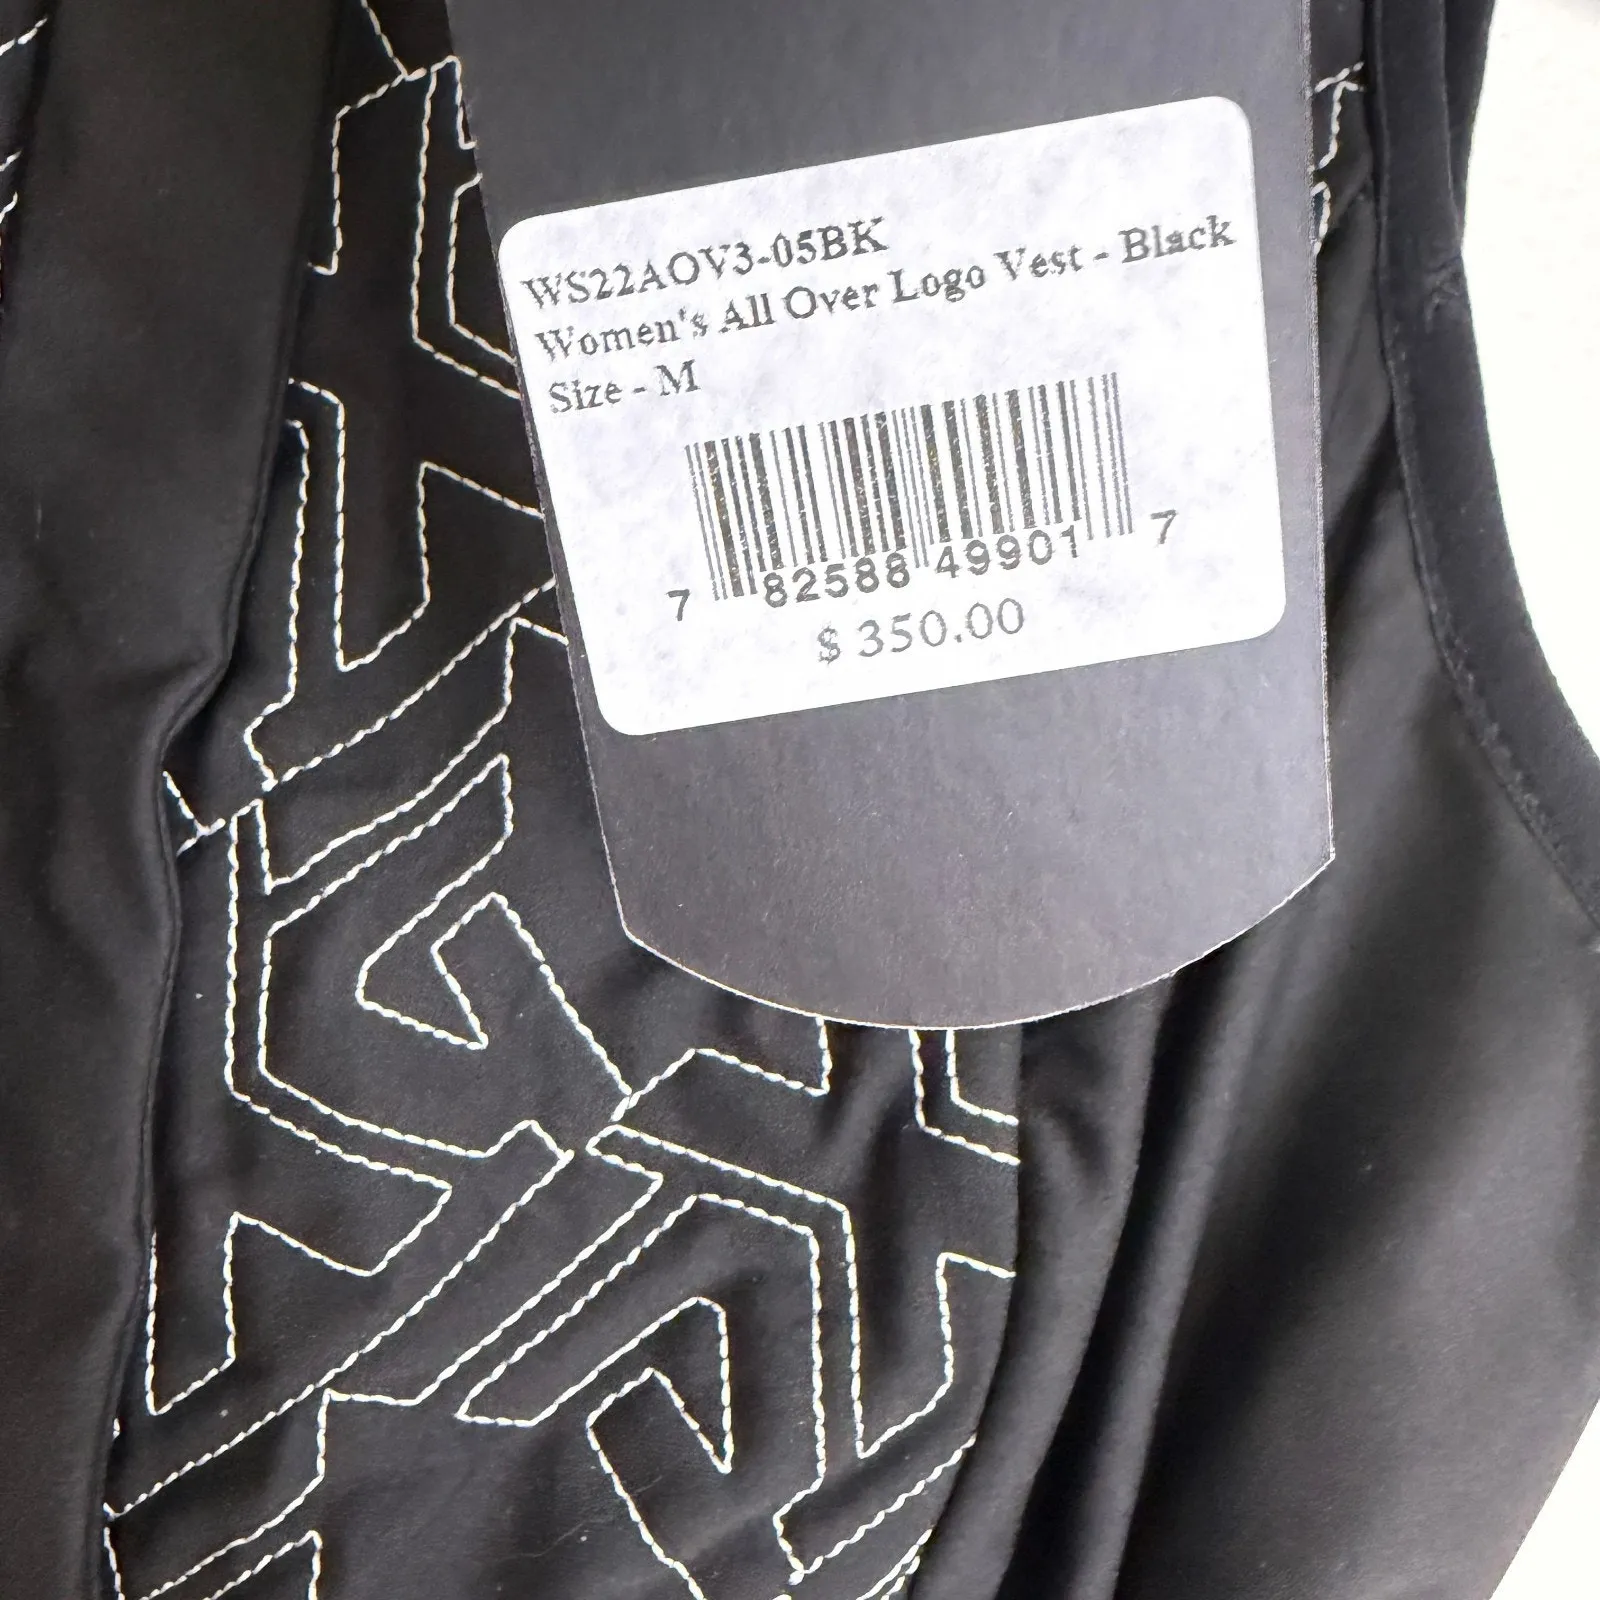 WS22AOV3-05BK
Women's All Over Logo Vest - Black
Size - M
7 82588 49901 7
$ 350.00